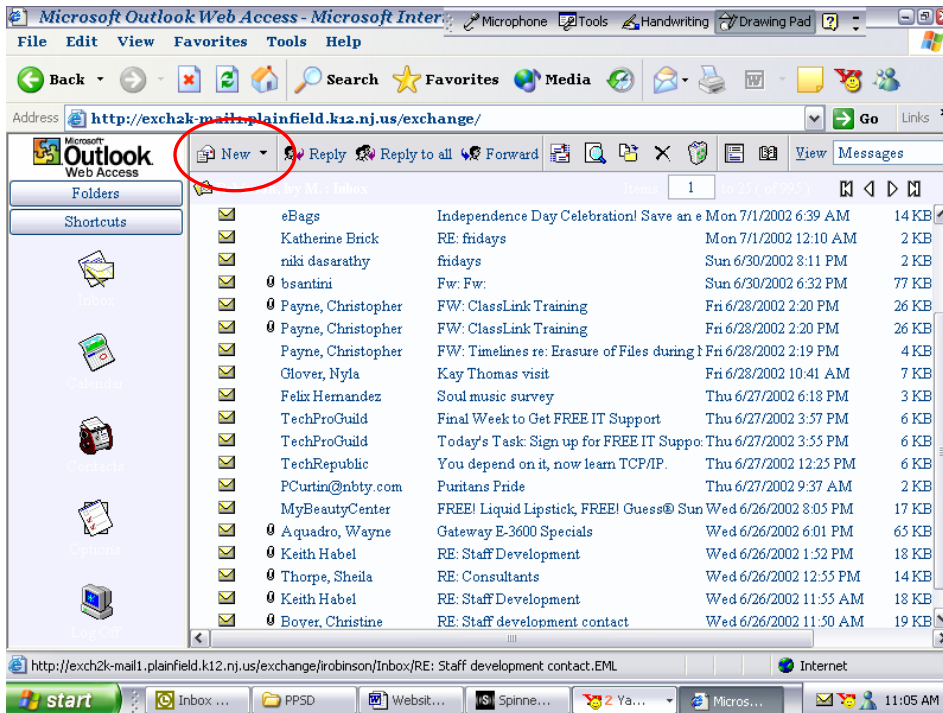 Microsoft Outlook Web Access - Microsoft Inter
Microphone Tools Handwriting Drawing Pad
File Edit View Favorites Tools Help
Back Search Favorites Media
Address http://exch2k-mail1.plainfield.k12.nj.us/exchange/ Go Links
Microsoft Outlook Web Access
New Reply Reply to all Forward View Messages
Folders
by M.: Inbox Items 1 to 25 ( of 995 )
Shortcuts
eBags Independence Day Celebration! Save an e Mon 7/1/2002 6:39 AM 14 KB
Katherine Brick RE: fridays Mon 7/1/2002 12:10 AM 2 KB
niki dasarathy fridays Sun 6/30/2002 8:11 PM 2 KB
bsantini Fw: Fw: Sun 6/30/2002 6:32 PM 77 KB
Inbox
Payne, Christopher FW: ClassLink Training Fri 6/28/2002 2:20 PM 26 KB
Payne, Christopher FW: ClassLink Training Fri 6/28/2002 2:20 PM 26 KB
Payne, Christopher FW: Timelines re: Erasure of Files during Fri 6/28/2002 2:19 PM 4 KB
Glover, Nyla Kay Thomas visit Fri 6/28/2002 10:41 AM 7 KB
Calendar
Felix Hernandez Soul music survey Thu 6/27/2002 6:18 PM 3 KB
TechProGuild Final Week to Get FREE IT Support Thu 6/27/2002 3:57 PM 6 KB
TechProGuild Today's Task: Sign up for FREE IT Suppo Thu 6/27/2002 3:55 PM 6 KB
TechRepublic You depend on it, now learn TCP/IP. Thu 6/27/2002 12:25 PM 6 KB
Contacts
PCurtin@nbty.com Puritans Pride Thu 6/27/2002 9:37 AM 2 KB
MyBeautyCenter FREE! Liquid Lipstick, FREE! Guess® Sun Wed 6/26/2002 8:05 PM 17 KB
Aquadro, Wayne Gateway E-3600 Specials Wed 6/26/2002 6:01 PM 65 KB
Options
Keith Habel RE: Staff Development Wed 6/26/2002 1:52 PM 18 KB
Thorpe, Sheila RE: Consultants Wed 6/26/2002 12:55 PM 14 KB
Keith Habel RE: Staff Development Wed 6/26/2002 11:55 AM 18 KB
Boyer, Christine RE: Staff development contact Wed 6/26/2002 11:50 AM 19 KB
Log Off
http://exch2k-mail1.plainfield.k12.nj.us/exchange/irobinson/Inbox/RE: Staff development contact.EML Internet
start Inbox ... PPSD Websit... Spinne... 2 Ya... Micros... 11:05 AM